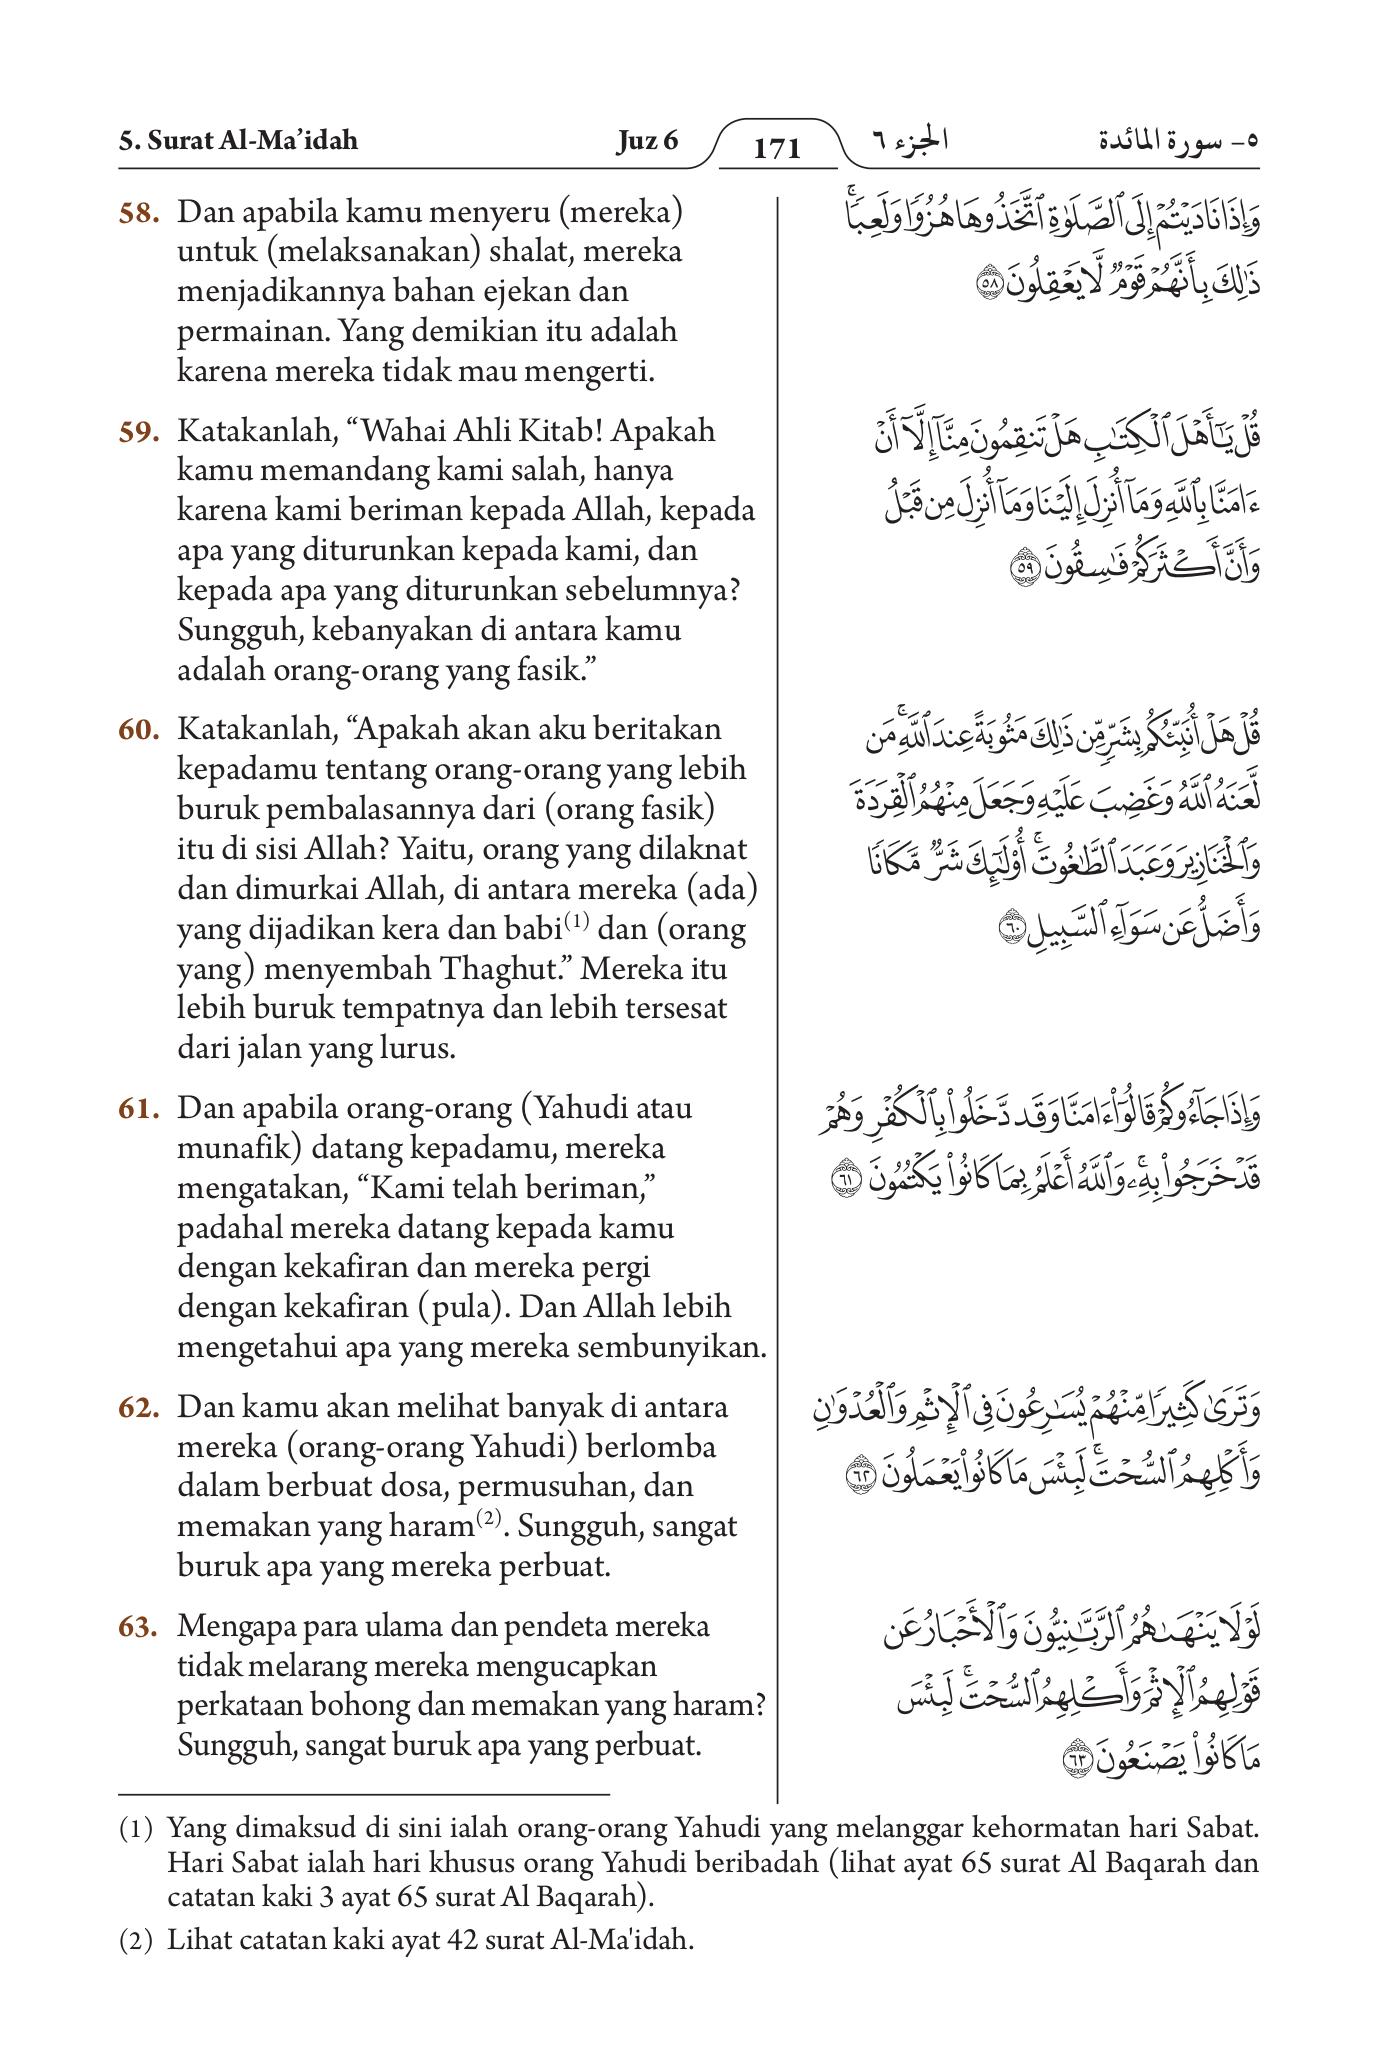 5. Surat Al-Ma’idah Juz 6 171 الجزء ٦ ٥- سورة المائدة
58. Dan apabila kamu menyeru (mereka)
untuk (melaksanakan) shalat, mereka
menjadikannya bahan ejekan dan
permainan. Yang demikian itu adalah
karena mereka tidak mau mengerti.
59. Katakanlah, “Wahai Ahli Kitab! Apakah
kamu memandang kami salah, hanya
karena kami beriman kepada Allah, kepada
apa yang diturunkan kepada kami, dan
kepada apa yang diturunkan sebelumnya?
Sungguh, kebanyakan di antara kamu
adalah orang-orang yang fasik.”
60. Katakanlah, “Apakah akan aku beritakan
kepadamu tentang orang-orang yang lebih
buruk pembalasannya dari (orang fasik)
itu di sisi Allah? Yaitu, orang yang dilaknat
dan dimurkai Allah, di antara mereka (ada)
yang dijadikan kera dan babi(1) dan (orang
yang) menyembah Thaghut.” Mereka itu
lebih buruk tempatnya dan lebih tersesat
dari jalan yang lurus.
61. Dan apabila orang-orang (Yahudi atau
munafik) datang kepadamu, mereka
mengatakan, “Kami telah beriman,”
padahal mereka datang kepada kamu
dengan kekafiran dan mereka pergi
dengan kekafiran (pula). Dan Allah lebih
mengetahui apa yang mereka sembunyikan.
62. Dan kamu akan melihat banyak di antara
mereka (orang-orang Yahudi) berlomba
dalam berbuat dosa, permusuhan, dan
memakan yang haram(2). Sungguh, sangat
buruk apa yang mereka perbuat.
63. Mengapa para ulama dan pendeta mereka
tidak melarang mereka mengucapkan
perkataan bohong dan memakan yang haram?
Sungguh, sangat buruk apa yang perbuat.
وَإِذَا نَادَيْتُمْ إِلَى ٱلصَّلَوٰةِ ٱتَّخَذُوهَا هُزُوًا وَلَعِبًا ۚ
ذَٰلِكَ بِأَنَّهُمْ قَوْمٌ لَّا يَعْقِلُونَ ٥٨
قُلْ يَـٰٓأَهْلَ ٱلْكِتَـٰبِ هَلْ تَنقِمُونَ مِنَّآ إِلَّآ أَنْ
ءَامَنَّا بِٱللَّهِ وَمَآ أُنزِلَ إِلَيْنَا وَمَآ أُنزِلَ مِن قَبْلُ
وَأَنَّ أَكْثَرَكُمْ فَـٰسِقُونَ ٥٩
قُلْ هَلْ أُنَبِّئُكُم بِشَرٍّ مِّن ذَٰلِكَ مَثُوبَةً عِندَ ٱللَّهِ ۚ مَن
لَّعَنَهُ ٱللَّهُ وَغَضِبَ عَلَيْهِ وَجَعَلَ مِنْهُمُ ٱلْقِرَدَةَ
وَٱلْخَنَازِيرَ وَعَبَدَ ٱلطَّـٰغُوتَ ۚ أُو۟لَـٰٓئِكَ شَرٌّ مَّكَانًا
وَأَضَلُّ عَن سَوَآءِ ٱلسَّبِيلِ ٦٠
وَإِذَا جَآءُوكُمْ قَالُوٓا۟ ءَامَنَّا وَقَد دَّخَلُوا۟ بِٱلْكُفْرِ وَهُمْ
قَدْ خَرَجُوا۟ بِهِۦ ۚ وَٱللَّهُ أَعْلَمُ بِمَا كَانُوا۟ يَكْتُمُونَ ٦١
وَتَرَىٰ كَثِيرًا مِّنْهُمْ يُسَـٰرِعُونَ فِى ٱلْإِثْمِ وَٱلْعُدْوَٰنِ
وَأَكْلِهِمُ ٱلسُّحْتَ ۚ لَبِئْسَ مَا كَانُوا۟ يَعْمَلُونَ ٦٢
لَوْلَا يَنْهَىٰهُمُ ٱلرَّبَّـٰنِيُّونَ وَٱلْأَحْبَارُ عَن
قَوْلِهِمُ ٱلْإِثْمَ وَأَكْلِهِمُ ٱلسُّحْتَ ۚ لَبِئْسَ
مَا كَانُوا۟ يَصْنَعُونَ ٦٣
(1) Yang dimaksud di sini ialah orang-orang Yahudi yang melanggar kehormatan hari Sabat.
Hari Sabat ialah hari khusus orang Yahudi beribadah (lihat ayat 65 surat Al Baqarah dan
catatan kaki 3 ayat 65 surat Al Baqarah).
(2) Lihat catatan kaki ayat 42 surat Al-Ma'idah.